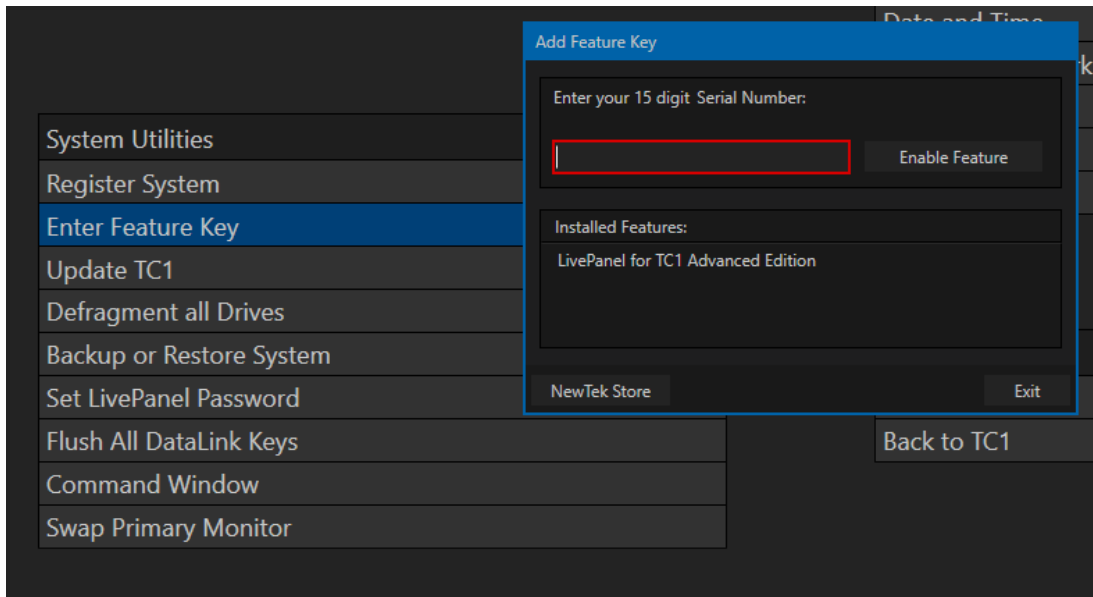 System Utilities
Register System
Enter Feature Key
Update TC1
Defragment all Drives
Backup or Restore System
Set LivePanel Password
Flush All DataLink Keys
Command Window
Swap Primary Monitor
Add Feature Key
Enter your 15 digit Serial Number:
Enable Feature
Installed Features:
LivePanel for TC1 Advanced Edition
NewTek Store
Exit
Date and Time
Back to TC1